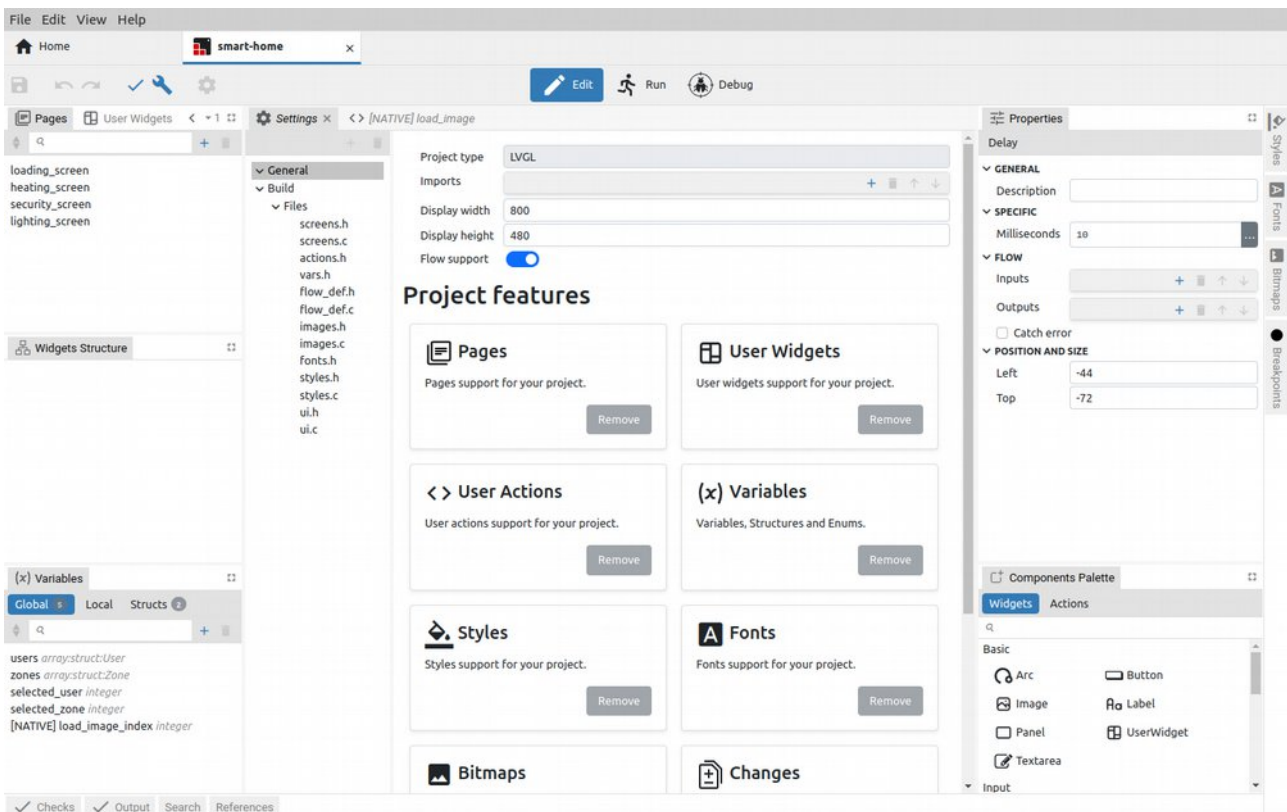 File Edit View Help
Home
smart-home ×
Edit Run Debug
Pages User Widgets < 1
loading_screen
heating_screen
security_screen
lighting_screen
Widgets Structure
(x) Variables
Global 5 Local Structs 2
users array:struct:User
zones array:struct:Zone
selected_user integer
selected_zone integer
[NATIVE] load_image_index integer
Settings × <> [NATIVE] load_image
General
Build
Files
screens.h
screens.c
actions.h
vars.h
flow_def.h
flow_def.c
images.h
images.c
fonts.h
styles.h
styles.c
ui.h
ui.c
Project type LVGL
Imports
Display width 800
Display height 480
Flow support
Project features
Pages
Pages support for your project.
Remove
User Widgets
User widgets support for your project.
Remove
<> User Actions
User actions support for your project.
Remove
(x) Variables
Variables, Structures and Enums.
Remove
Styles
Styles support for your project.
Remove
A Fonts
Fonts support for your project.
Remove
Bitmaps
Changes
Properties
Delay
GENERAL
Description
SPECIFIC
Milliseconds 10 ...
FLOW
Inputs
Outputs
Catch error
POSITION AND SIZE
Left -44
Top -72
Components Palette
Widgets Actions
Basic
Arc Button
Image Label
Panel UserWidget
Textarea
Input
Styles
Fonts
Bitmaps
Breakpoints
Checks Output Search References